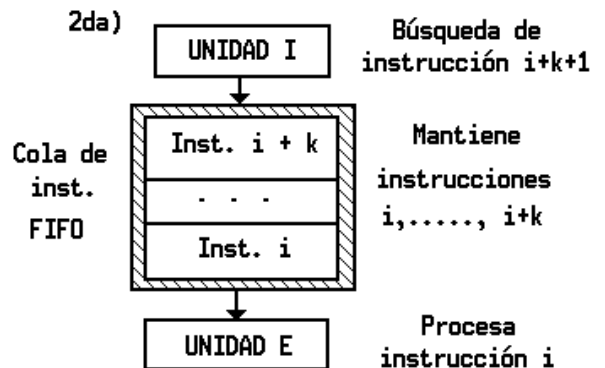 2da)
UNIDAD I
Búsqueda de
instrucción i+k+1
Cola de
inst.
FIFO
Inst. i + k
. . .
Inst. i
Mantiene
instrucciones
i,....., i+k
UNIDAD E
Procesa
instrucción i